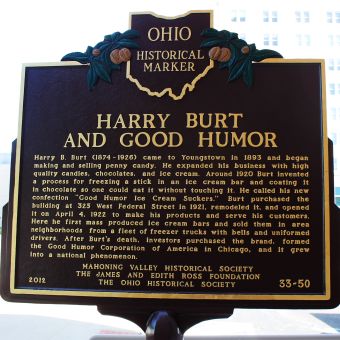 OHIO
HISTORICAL
MARKER
HARRY BURT
AND GOOD HUMOR
Harry B. Burt (1874-1926) came to Youngstown in 1893 and began
making and selling penny candy. He expanded his business with high
quality candies, chocolates, and ice cream. Around 1920 Burt invented
a process for freezing a stick in an ice cream bar and coating it
in chocolate so one could eat it without touching it. He called his new
confection "Good Humor Ice Cream Suckers." Burt purchased the
building at 325 West Federal Street in 1921, remodeled it, and opened
it on April 4, 1922 to make his products and serve his customers.
Here he first mass produced ice cream bars and sold them in area
neighborhoods from a fleet of freezer trucks with bells and uniformed
drivers. After Burt's death, investors purchased the brand, formed
the Good Humor Corporation of America in Chicago, and it grew
into a national phenomenon.
MAHONING VALLEY HISTORICAL SOCIETY
THE JAMES AND EDITH ROSS FOUNDATION
THE OHIO HISTORICAL SOCIETY
2012
33-50